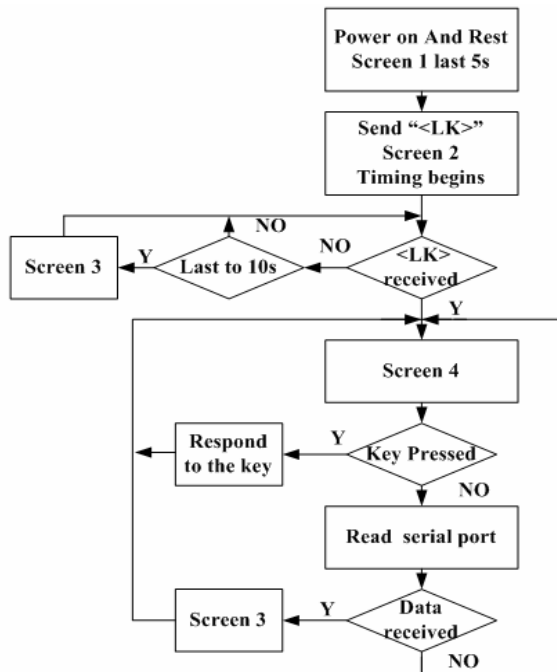 Power on And Rest
Screen 1 last 5s
Send “<LK>”
Screen 2
Timing begins
NO
Screen 3
Y
Last to 10s
NO
<LK>
received
Y
Screen 4
Respond
to the key
Y
Key Pressed
NO
Read serial port
Screen 3
Y
Data
received
NO